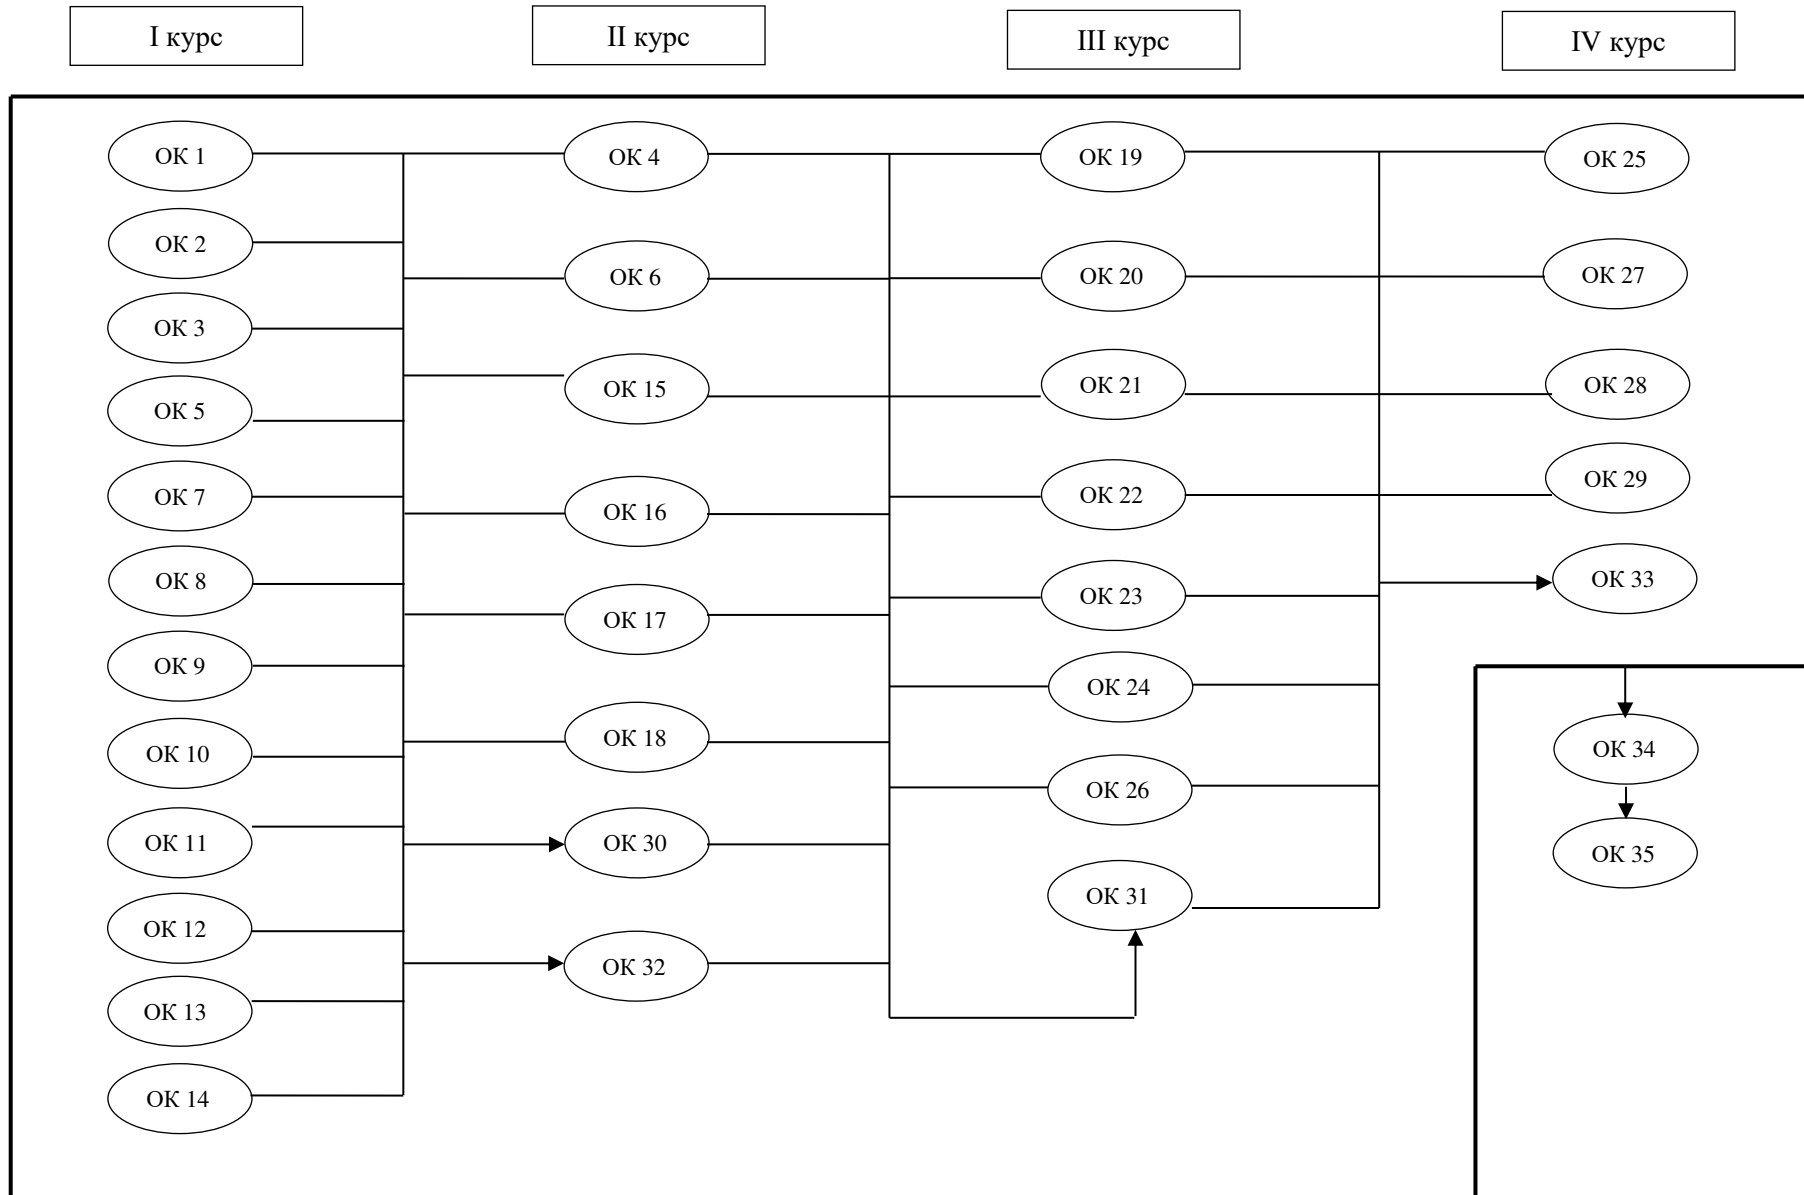 І курс
ІІ курс
ІІІ курс
IV курс
ОК 1
ОК 4
ОК 19
ОК 25
ОК 2
ОК 6
ОК 20
ОК 27
ОК 3
ОК 15
ОК 21
ОК 28
ОК 5
ОК 16
ОК 22
ОК 29
ОК 7
ОК 17
ОК 23
ОК 33
ОК 8
ОК 18
ОК 24
ОК 34
ОК 9
ОК 30
ОК 26
ОК 35
ОК 10
ОК 32
ОК 31
ОК 11
ОК 12
ОК 13
ОК 14